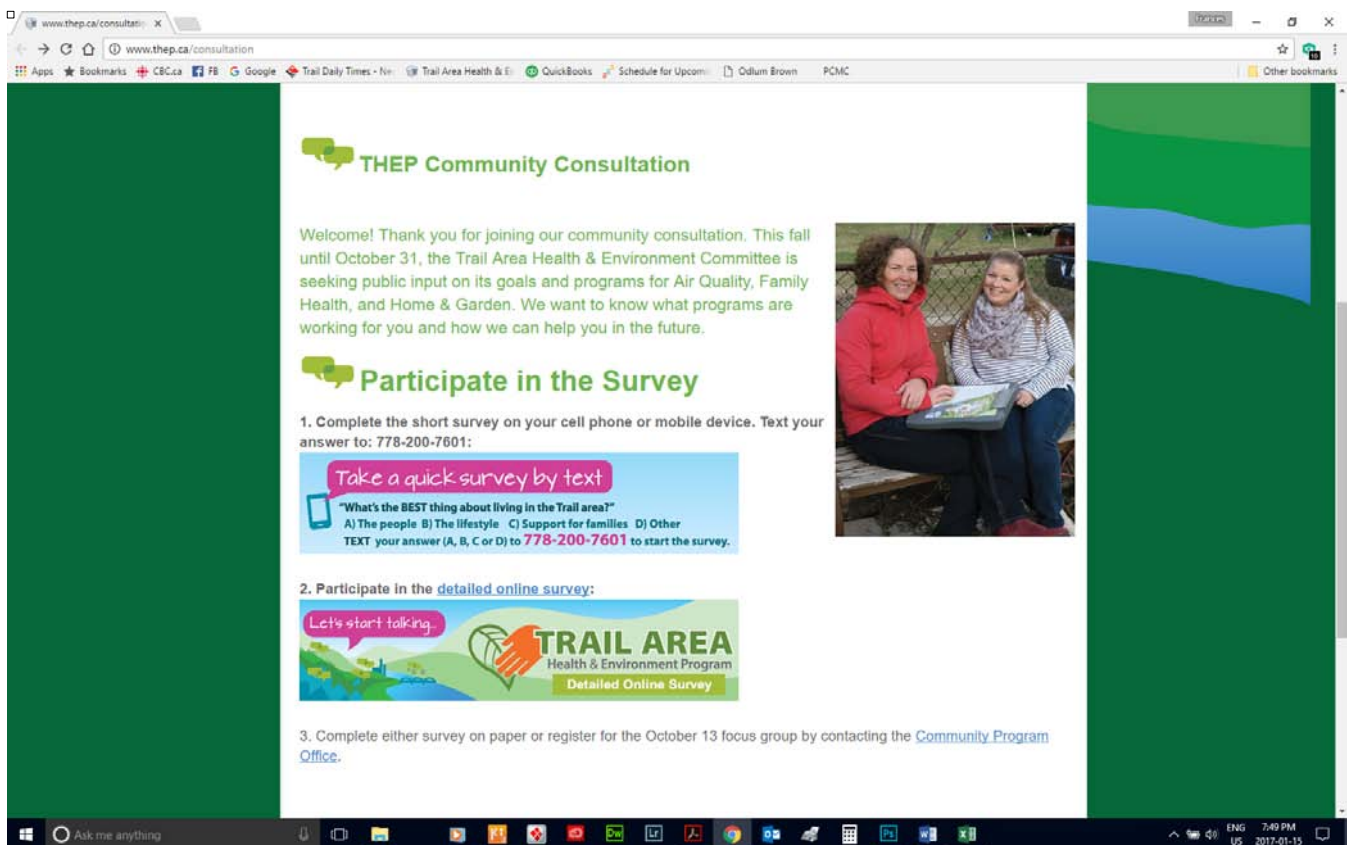 www.thep.ca/consultatio
Frances
www.thep.ca/consultation
Apps Bookmarks CBC.ca FB Google Trail Daily Times - Ne Trail Area Health & E QuickBooks Schedule for Upcom Odlum Brown PCMC Other bookmarks
THEP Community Consultation
Welcome! Thank you for joining our community consultation. This fall
until October 31, the Trail Area Health & Environment Committee is
seeking public input on its goals and programs for Air Quality, Family
Health, and Home & Garden. We want to know what programs are
working for you and how we can help you in the future.
Participate in the Survey
1. Complete the short survey on your cell phone or mobile device. Text your
answer to: 778-200-7601:
Take a quick survey by text
"What's the BEST thing about living in the Trail area?"
A) The people B) The lifestyle C) Support for families D) Other
TEXT your answer (A, B, C or D) to 778-200-7601 to start the survey.
2. Participate in the detailed online survey:
Let's start talking...
TRAIL AREA
Health & Environment Program
Detailed Online Survey
3. Complete either survey on paper or register for the October 13 focus group by contacting the Community Program
Office.
Ask me anything
ENG 7:49 PM
US 2017-01-15